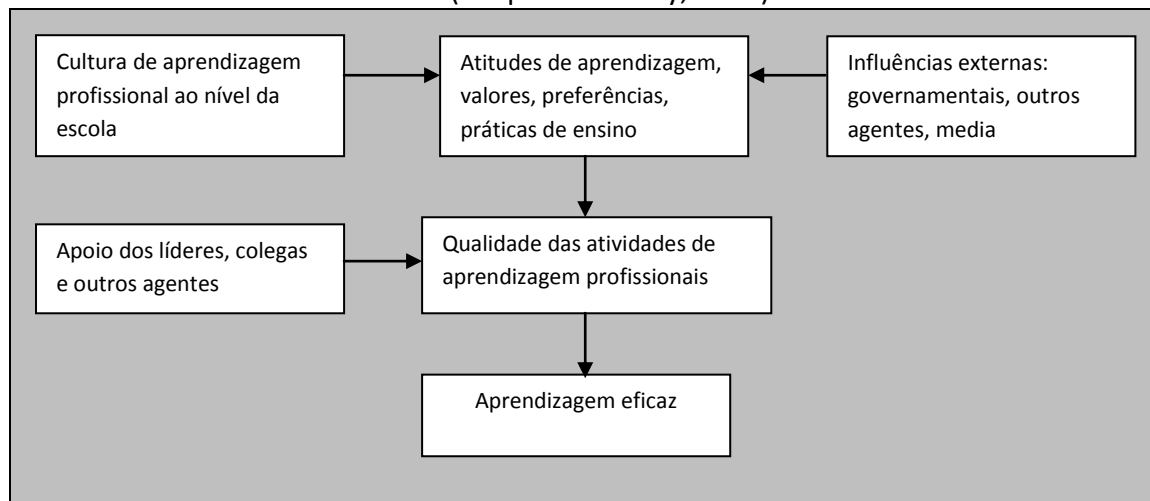 Cultura de aprendizagem
profissional ao nível da
escola
Atitudes de aprendizagem,
valores, preferências,
práticas de ensino
Influências externas:
governamentais, outros
agentes, media
Apoio dos líderes, colegas
e outros agentes
Qualidade das atividades de
aprendizagem profissionais
Aprendizagem eficaz